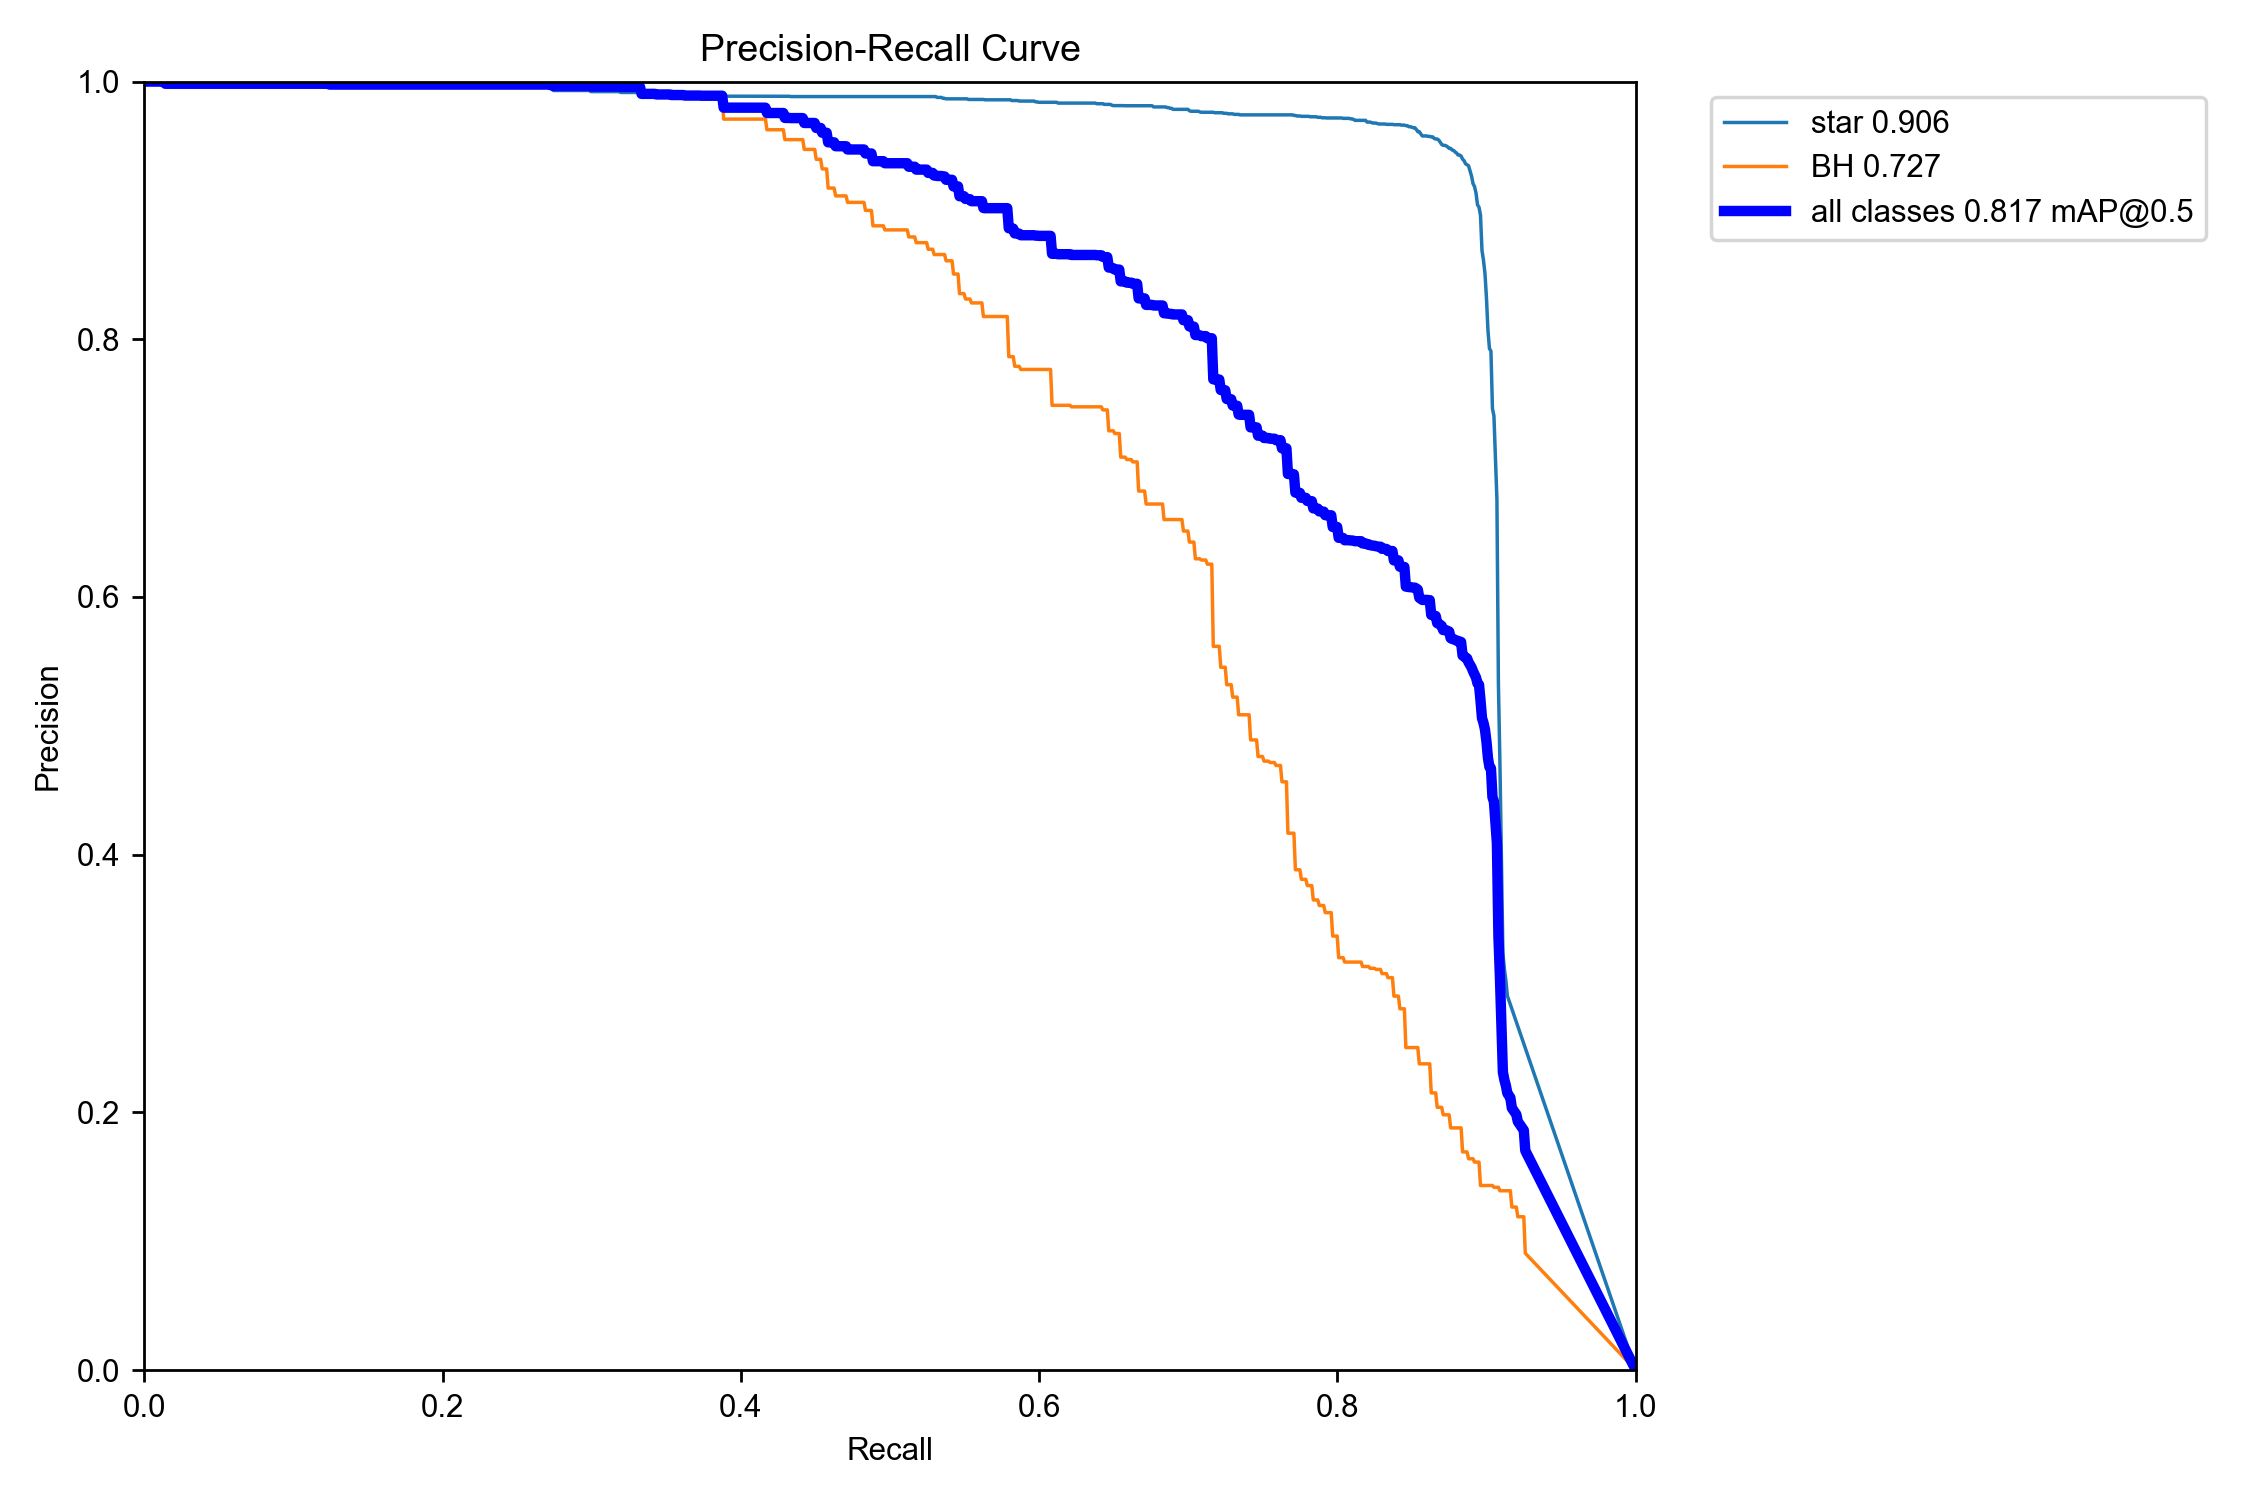 Precision-Recall Curve
1.0
0.8
0.6
0.4
0.2
0.0
Precision
0.0 0.2 0.4 0.6 0.8 1.0
Recall
star 0.906
BH 0.727
all classes 0.817 mAP@0.5